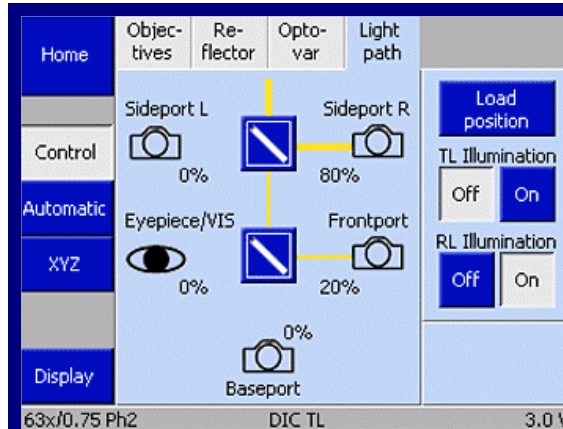 Home
Objec-
tives
Re-
flector
Opto-
var
Light
path
Control
Automatic
XYZ
Display
Sideport L
0%
Sideport R
80%
Eyepiece/VIS
0%
Frontport
20%
0%
Baseport
Load
position
TL Illumination
Off On
RL Illumination
Off On
63x/0.75 Ph2 DIC TL 3.0 V